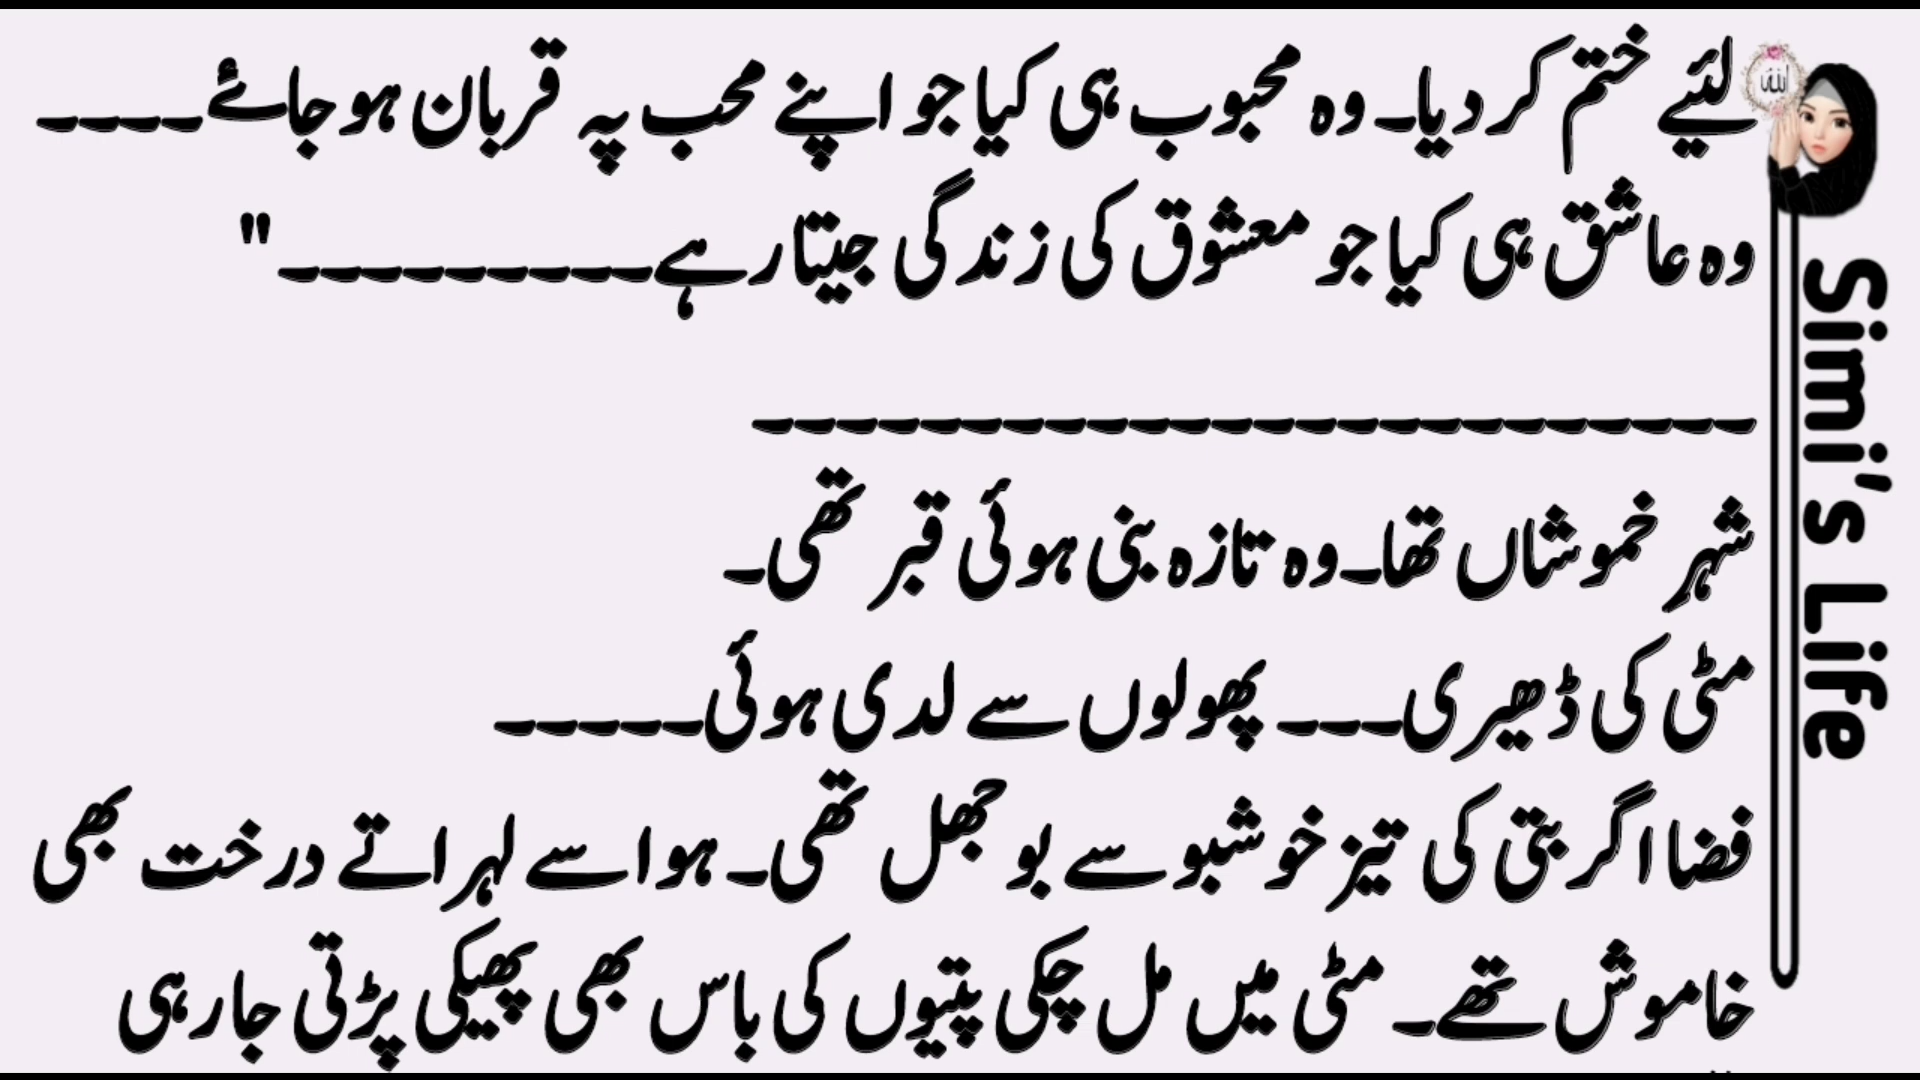 لئیے ختم کر دیا۔ وہ محبوب ہی کیا جو اپنے محب پہ قربان ہو جائے۔۔۔۔
وہ عاشق ہی کیا جو معشوق کی زندگی جیتا رہے۔۔۔۔۔۔۔۔۔"
۔۔۔۔۔۔۔۔۔۔۔۔۔۔۔۔۔۔۔۔۔۔۔۔
شہرِ خموشاں تھا۔ وہ تازہ بنی ہوئی قبر تھی۔
مٹی کی ڈھیری۔۔۔ پھولوں سے لدی ہوئی۔۔۔۔۔
فضا اگر بتی کی تیز خوشبو سے بوجھل تھی۔ ہوا سے لہراتے درخت بھی
خاموش تھے۔ مٹی میں مل چکی پتیوں کی باس بھی پھیکی پڑتی جا رہی
الله
Simi's Life